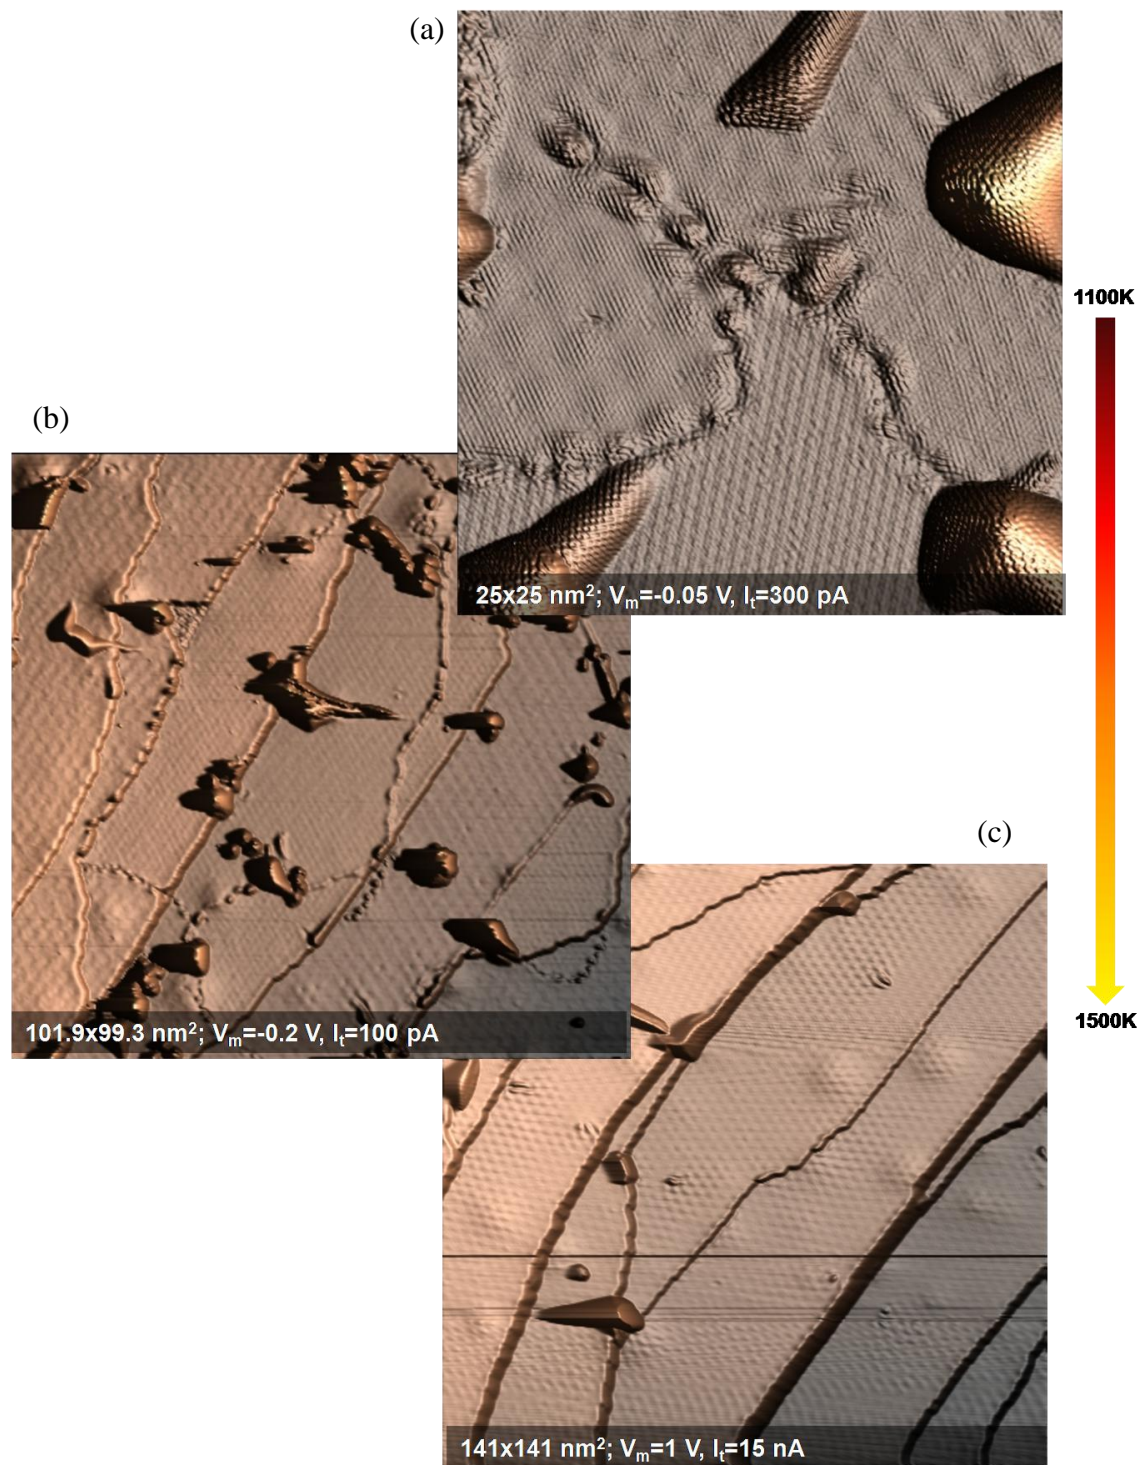 (a)
25x25 nm²; Vₘ=-0.05 V, Iₜ=300 pA
1100K
1500K
(b)
101.9x99.3 nm²; Vₘ=-0.2 V, Iₜ=100 pA
(c)
141x141 nm²; Vₘ=1 V, Iₜ=15 nA